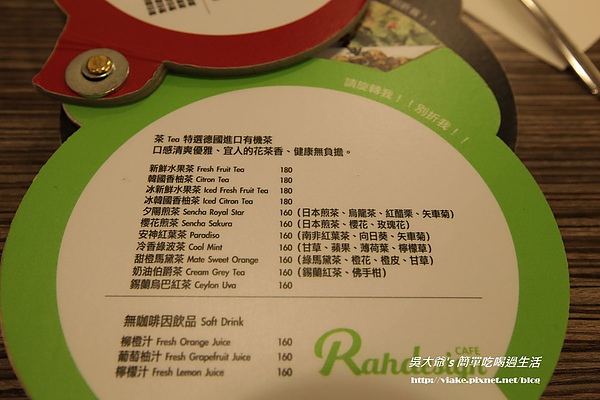 請旋轉我!!別折我!!
茶 Tea 特選德國進口有機茶
口感清爽優雅、宜人的花茶香、健康無負擔。
新鮮水果茶 Fresh Fruit Tea 180
韓國香柚茶 Citron Tea 180
冰新鮮水果茶 Iced Fresh Fruit Tea 180
冰韓國香柚茶 Iced Citron Tea 180
夕陽煎茶 Sencha Royal Star 160 (日本煎茶、烏龍茶、紅醋栗、矢車菊)
櫻花煎茶 Sencha Sakura 160 (日本煎茶、櫻花、玫瑰花)
安神紅葉茶 Paradiso 160 (南非紅葉茶、向日葵、矢車菊)
冷香綠波茶 Cool Mint 160 (甘草、蘋果、薄荷葉、檸檬草)
甜橙馬黛茶 Mate Sweet Orange 160 (綠馬黛茶、橙花、橙皮、甘草)
奶油伯爵茶 Cream Grey Tea 160 (錫蘭紅茶、佛手柑)
錫蘭烏巴紅茶 Ceylon Uva 160
無咖啡因飲品 Soft Drink
柳橙汁 Fresh Orange Juice 160
葡萄柚汁 Fresh Grapefruit Juice 160
檸檬汁 Fresh Lemon Juice 160
CAFE
吳大爺's 簡單吃喝過生活
http://viake.pixnet.net/blog